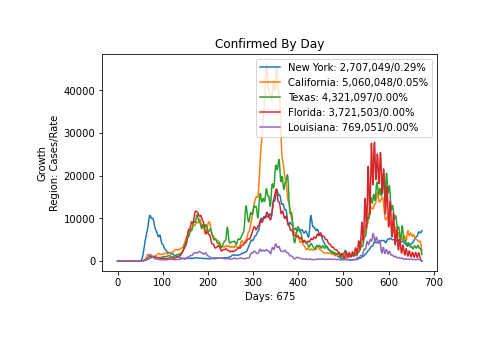 Confirmed By Day
New York: 2,707,049/0.29%
California: 5,060,048/0.05%
Texas: 4,321,097/0.00%
Florida: 3,721,503/0.00%
Louisiana: 769,051/0.00%
Growth
Region: Cases/Rate
40000
30000
20000
10000
0
0 100 200 300 400 500 600 700
Days: 675